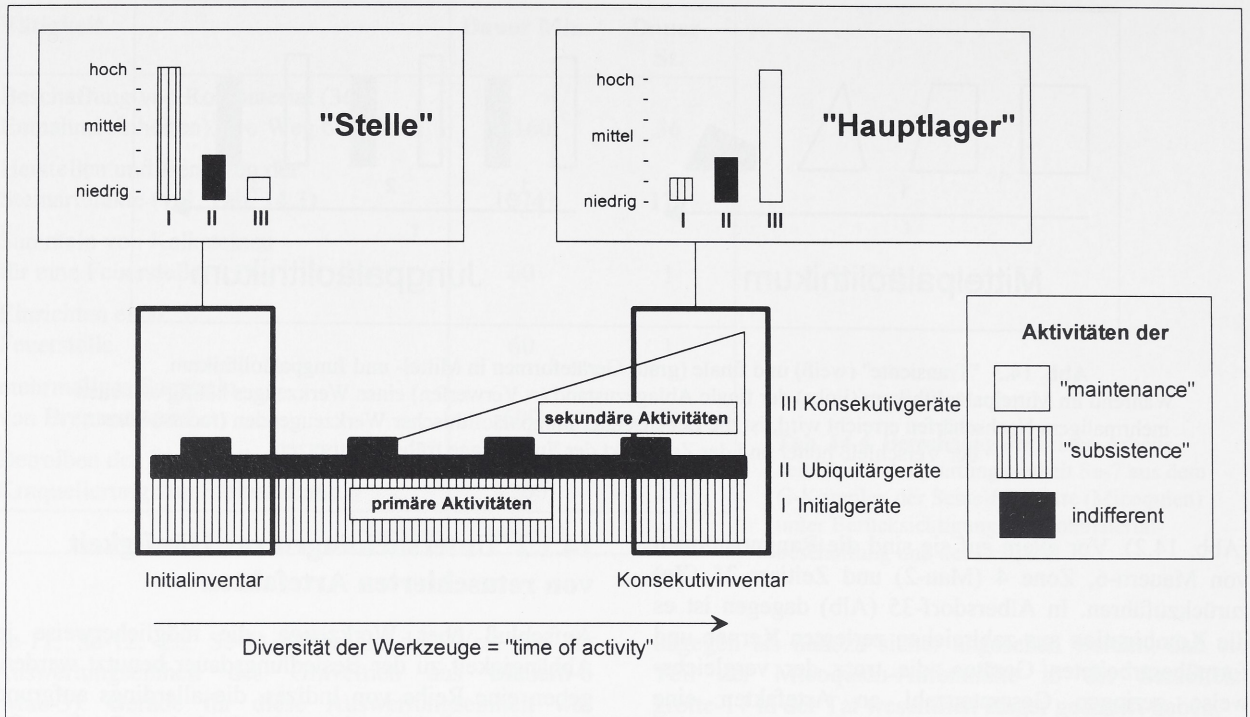 "Stelle"
hoch
mittel
niedrig
I II III
"Hauptlager"
hoch
mittel
niedrig
I II III
sekundäre Aktivitäten
primäre Aktivitäten
III Konsekutivgeräte
II Ubiquitärgeräte
I Initialgeräte
Initialinventar
Konsekutivinventar
Diversität der Werkzeuge = "time of activity"
Aktivitäten der
"maintenance"
"subsistence"
indifferent